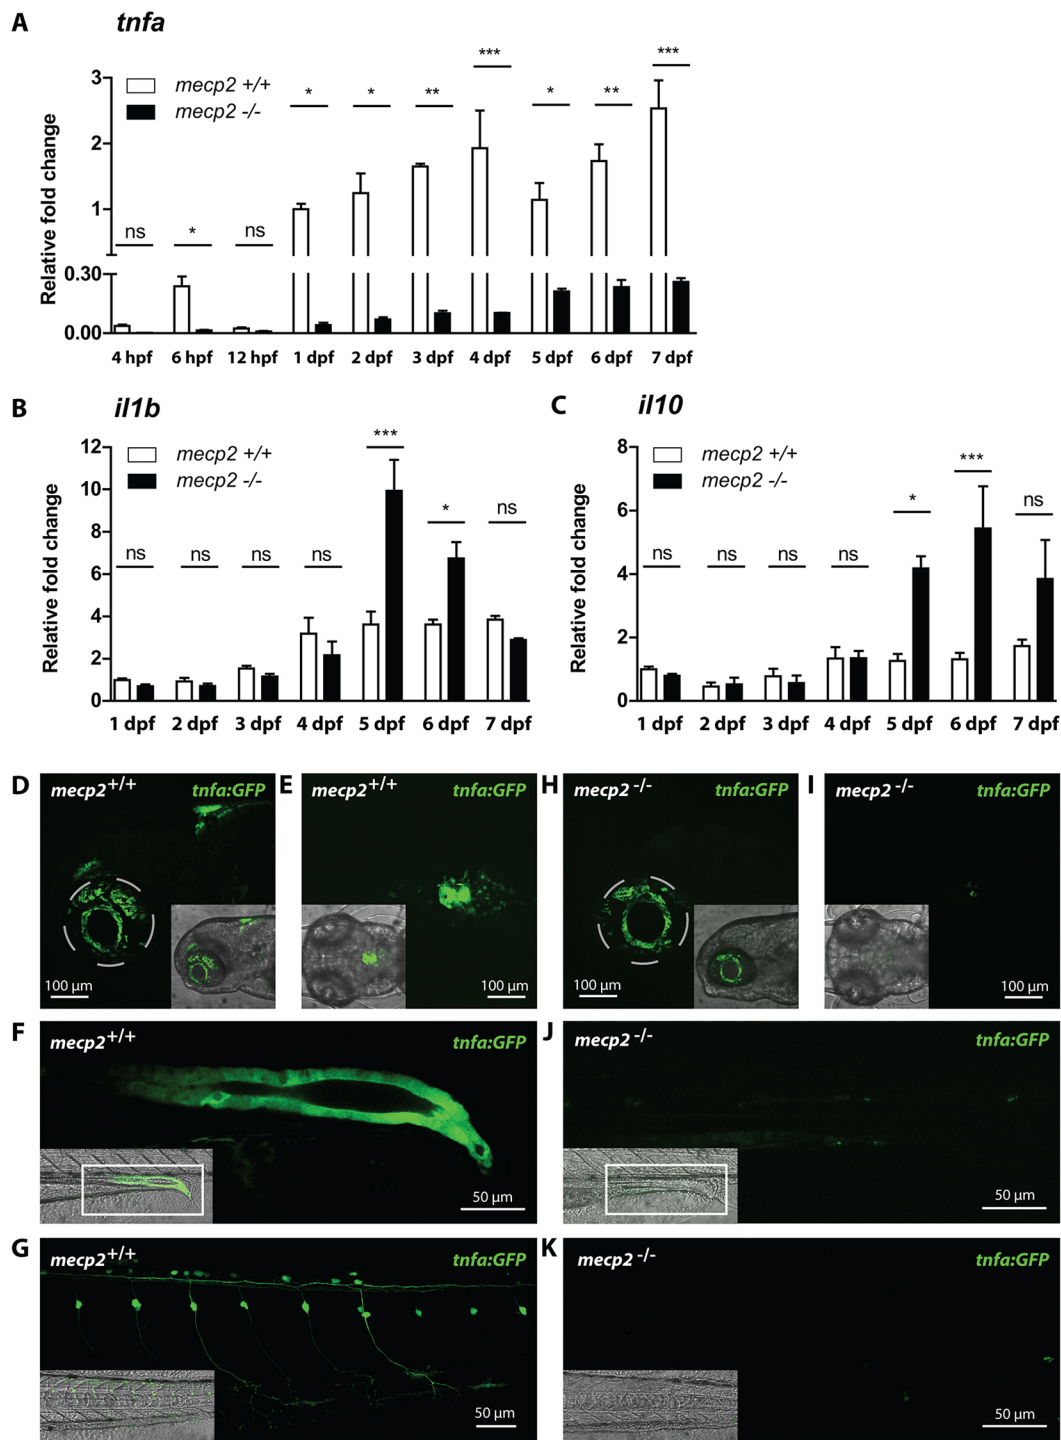 A tnfa
*** ***
3 mecp2 +/+ * * ** * **
mecp2 -/-
2
1
ns * ns
Relative fold change
0.30
0.00
4 hpf 6 hpf 12 hpf 1 dpf 2 dpf 3 dpf 4 dpf 5 dpf 6 dpf 7 dpf
B il1b
12 mecp2 +/+ ***
10 mecp2 -/-
8 * ns
6 ns ns ns ns
4
2
0
Relative fold change
1 dpf 2 dpf 3 dpf 4 dpf 5 dpf 6 dpf 7 dpf
C il10
8 mecp2 +/+ ***
mecp2 -/-
6 * ns
4 ns ns ns ns
2
0
Relative fold change
1 dpf 2 dpf 3 dpf 4 dpf 5 dpf 6 dpf 7 dpf
D mecp2+/+ tnfa:GFP
100 µm
E mecp2+/+ tnfa:GFP
100 µm
H mecp2 -/- tnfa:GFP
100 µm
I mecp2 -/- tnfa:GFP
100 µm
F mecp2+/+ tnfa:GFP
50 µm
J mecp2 -/- tnfa:GFP
50 µm
G mecp2+/+ tnfa:GFP
50 µm
K mecp2 -/- tnfa:GFP
50 µm